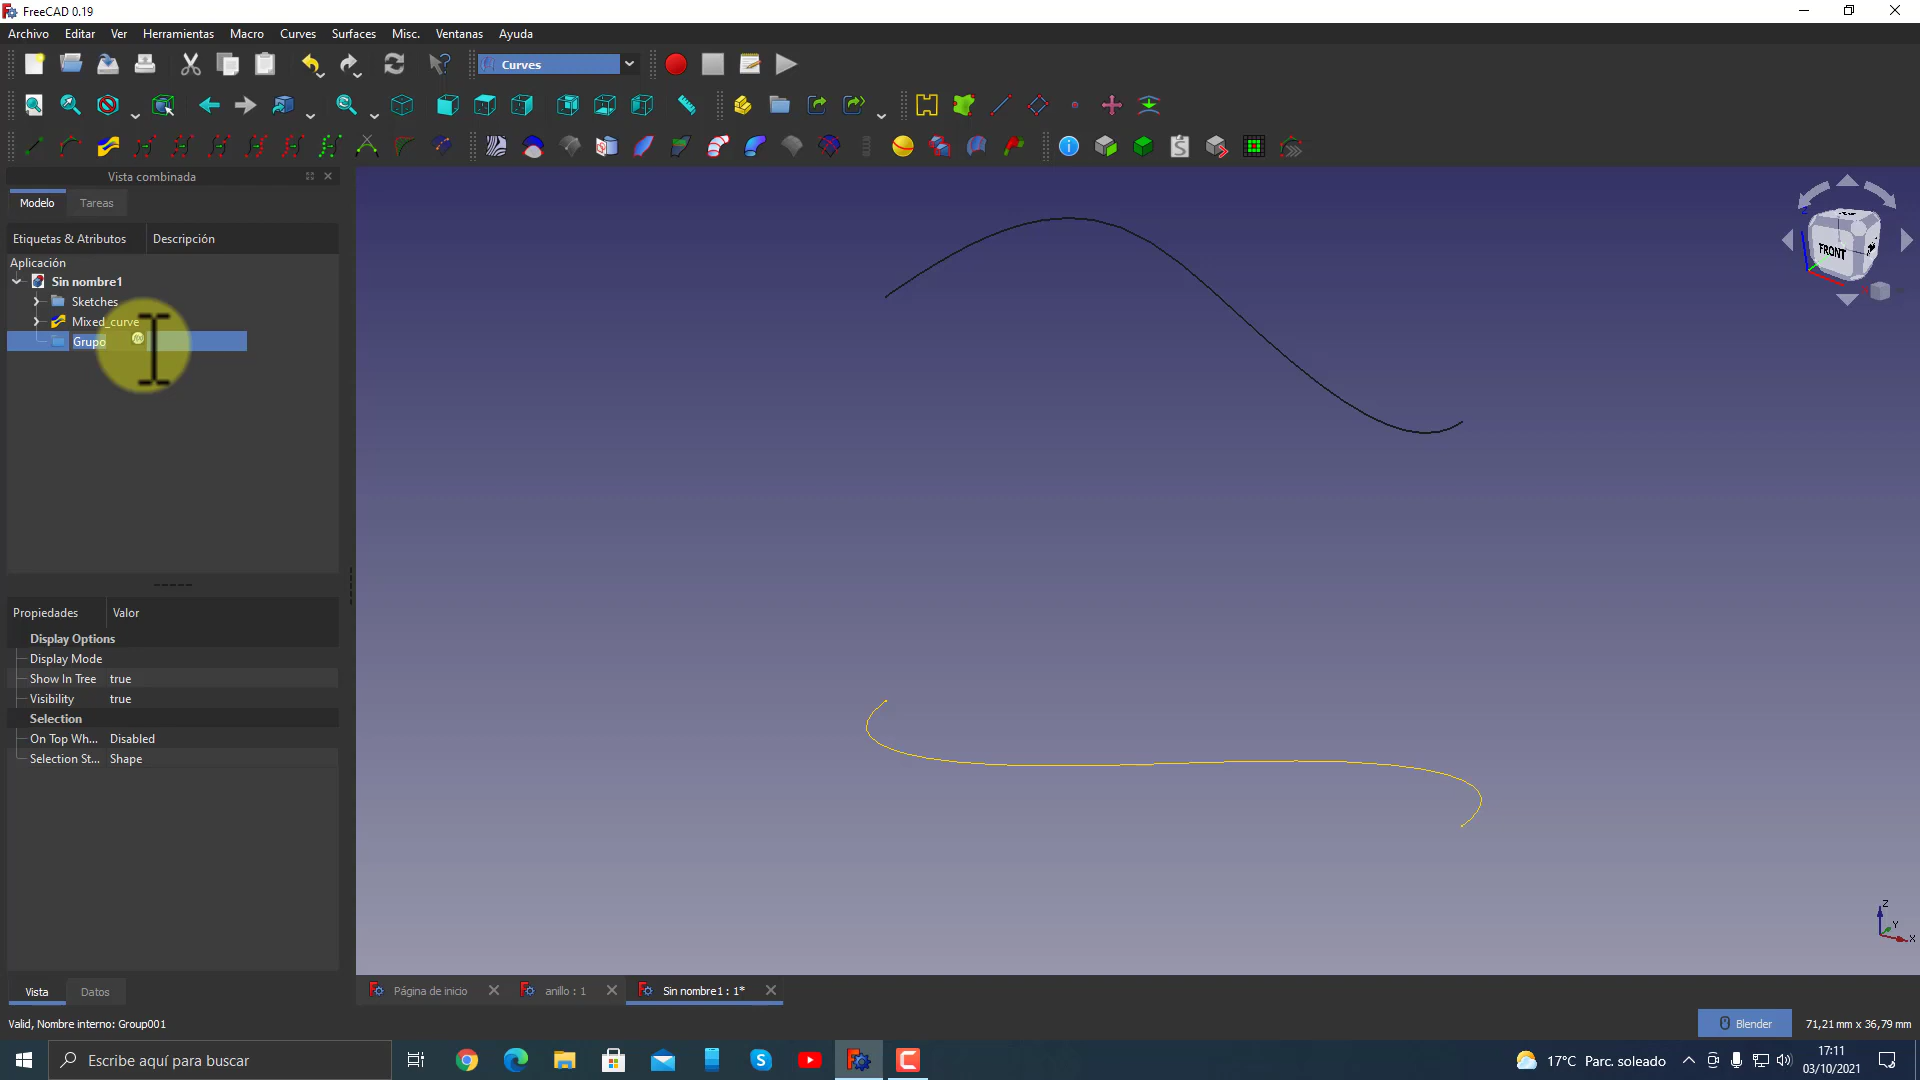 FreeCAD 0.19
Archivo Editar Ver Herramientas Macro Curves Surfaces Misc. Ventanas Ayuda
Curves
Vista combinada
Modelo Tareas
Etiquetas & Atributos Descripción
Aplicación
Sin nombre1
Sketches
Mixed_curve
Grupo
FRONT
Propiedades Valor
Display Options
Display Mode
Show In Tree true
Visibility true
Selection
On Top Wh... Disabled
Selection St... Shape
Z
Y
X
Vista Datos
Página de inicio anillo : 1 Sin nombre1 : 1*
Valid, Nombre interno: Group001
Blender 71,21 mm x 36,79 mm
Escribe aquí para buscar
17°C Parc. soleado
17:11
03/10/2021